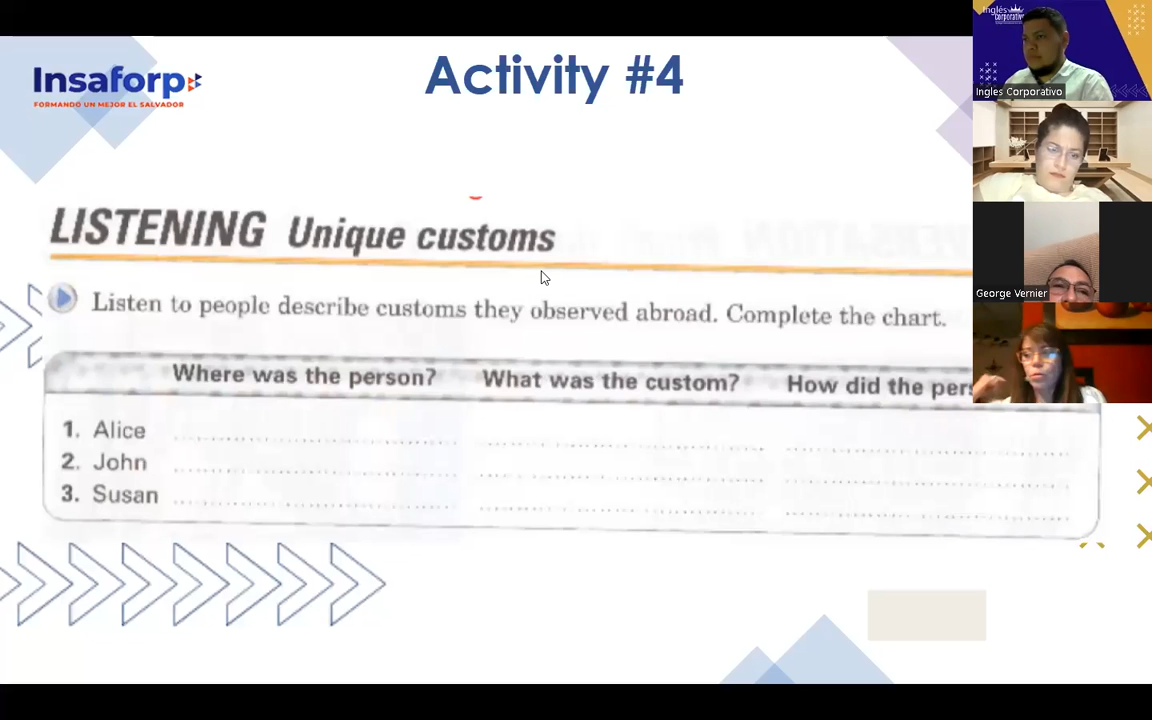 Activity #4
Insaforp
FORMANDO UN MEJOR EL SALVADOR
LISTENING Unique customs
Listen to people describe customs they observed abroad. Complete the chart.
Where was the person? What was the custom? How did the per
1. Alice
2. John
3. Susan
Inglés
corporativo
Ingles Corporativo
George Vernier